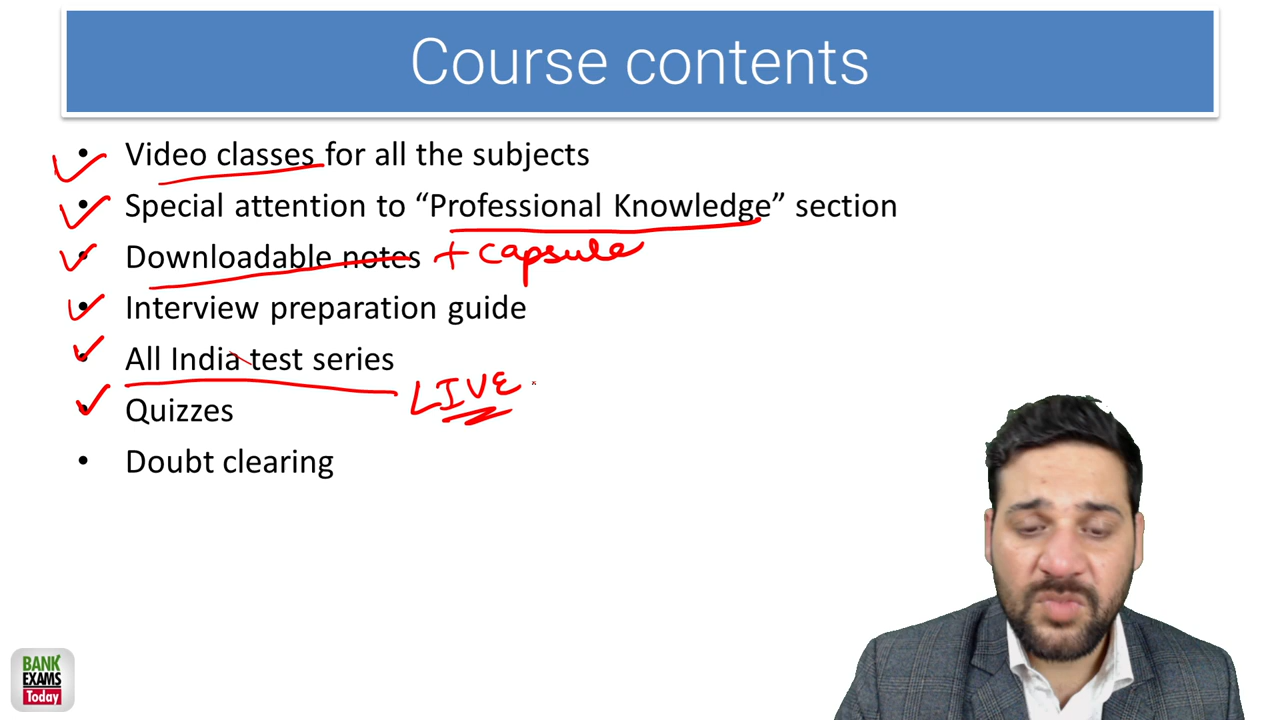 Course contents
• Video classes for all the subjects
• Special attention to “Professional Knowledge” section
• Downloadable notes + capsule
• Interview preparation guide
• All India test series
LIVE
• Quizzes
• Doubt clearing
BANK
EXAMS
Today